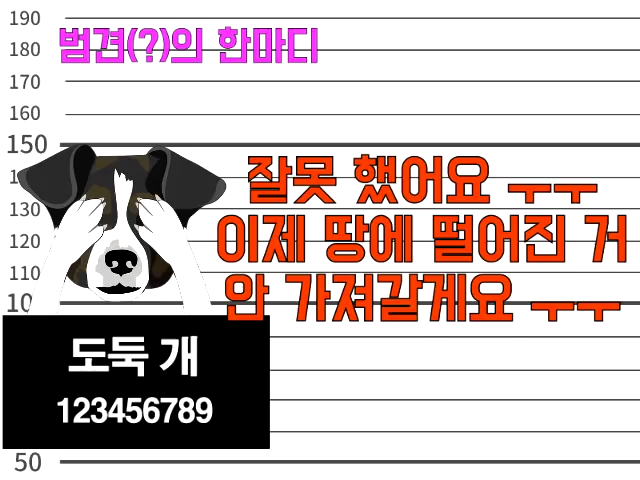 190
범견(?)의 한마디
180
170
160
150
잘못 했어요 ㅜㅜ
130
이제 땅에 떨어진 거
120
110
안 가져갈게요 ㅜㅜ
도둑 개
123456789
50